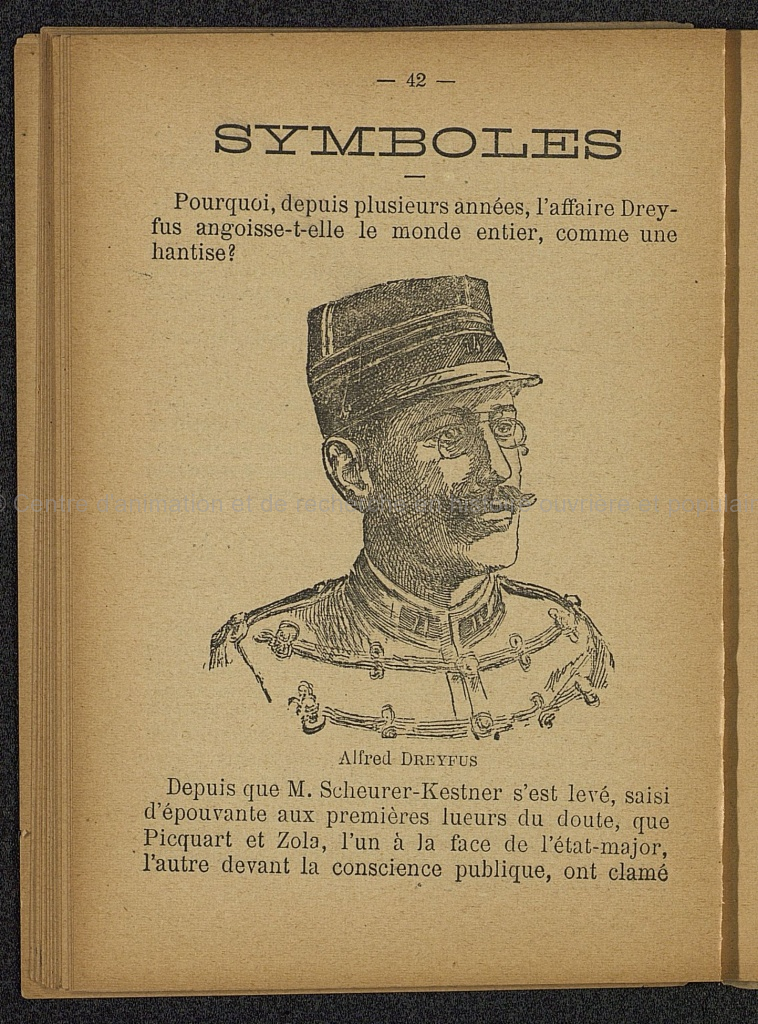 — 42 —
SYMBOLES
Pourquoi, depuis plusieurs années, l'affaire Drey-
fus angoisse-t-elle le monde entier, comme une
hantise?
Alfred DREYFUS
Depuis que M. Scheurer-Kestner s'est levé, saisi
d'épouvante aux premières lueurs du doute, que
Picquart et Zola, l'un à la face de l'état-major,
l'autre devant la conscience publique, ont clamé